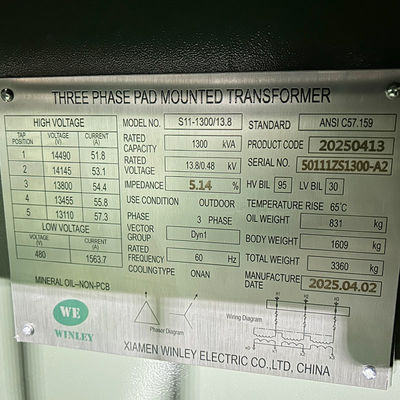 THREE PHASE PAD MOUNTED TRANSFORMER
HIGH VOLTAGE
TAP POSITION VOLTAGE (V) CURRENT (A)
1 14490 51.8
2 14145 53.1
3 13800 54.4
4 13455 55.8
5 13110 57.3
LOW VOLTAGE
VOLTAGE (V) CURRENT (A)
480 1563.7
MINERAL OIL--NON-PCB
WE
WINLEY
MODEL NO. S11-1300/13.8
RATED CAPACITY 1300 kVA
RATED VOLTAGE 13.8/0.48 kV
IMPEDANCE 5.14 %
USE CONDITION OUTDOOR
PHASE 3 PHASE
VECTOR GROUP Dyn1
RATED FREQUENCY 60 Hz
COOLINGTYPE ONAN
Phasor Diagram
STANDARD ANSI C57.159
PRODUCT CODE 20250413
SERIAL NO. 50111ZS1300-A2
HV BIL 95 LV BIL 30
TEMPERATURE RISE 65℃
OIL WEIGHT 831 kg
BODY WEIGHT 1609 kg
TOTAL WEIGHT 3360 kg
MANUFACTURE DATE 2025.04.02
Wiring Diagram
XIAMEN WINLEY ELECTRIC CO.,LTD, CHINA